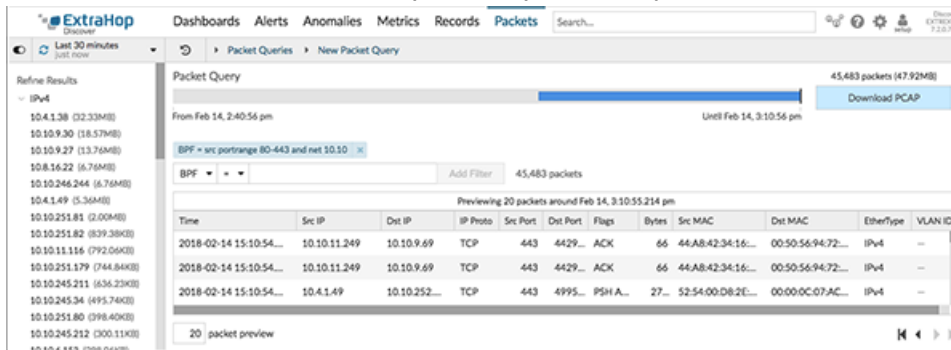 ExtraHop Dashboards Alerts Anomalies Metrics Records Packets Search...
Discover
Last 30 minutes
just now
Packet Queries New Packet Query
setup
Refine Results
IPv4
10.4.1.38 (32.33MB)
10.10.9.30 (18.57MB)
10.10.9.27 (13.76MB)
10.8.16.22 (6.76MB)
10.10.246.244 (6.76MB)
10.4.1.49 (5.36MB)
10.10.251.81 (2.00MB)
10.10.251.82 (839.38KB)
10.10.11.116 (792.06KB)
10.10.251.179 (744.84KB)
10.10.245.211 (636.23KB)
10.10.245.34 (495.74KB)
10.10.251.80 (398.40KB)
10.10.245.212 (300.11KB)
Packet Query
45,483 packets (47.92MB)
Download PCAP
From Feb 14, 2:40:56 pm
Until Feb 14, 3:10:56 pm
BPF = src portrange 80-443 and net 10.10 ×
BPF = Add Filter 45,483 packets
Previewing 20 packets around Feb 14, 3:10:55.214 pm
Time Src IP Dst IP IP Proto Src Port Dst Port Flags Bytes Src MAC Dst MAC EtherType VLAN ID
2018-02-14 15:10:54.... 10.10.11.249 10.10.9.69 TCP 443 4429... ACK 66 44:A8:42:34:16:... 00:50:56:94:72:... IPv4 --
2018-02-14 15:10:54.... 10.10.11.249 10.10.9.69 TCP 443 4429... ACK 66 44:A8:42:34:16:... 00:50:56:94:72:... IPv4 --
2018-02-14 15:10:54.... 10.4.1.49 10.10.252.... TCP 443 4995... PSH A... 27... 52:54:00:D8:2E:... 00:00:0C:07:AC... IPv4 --
20 packet preview